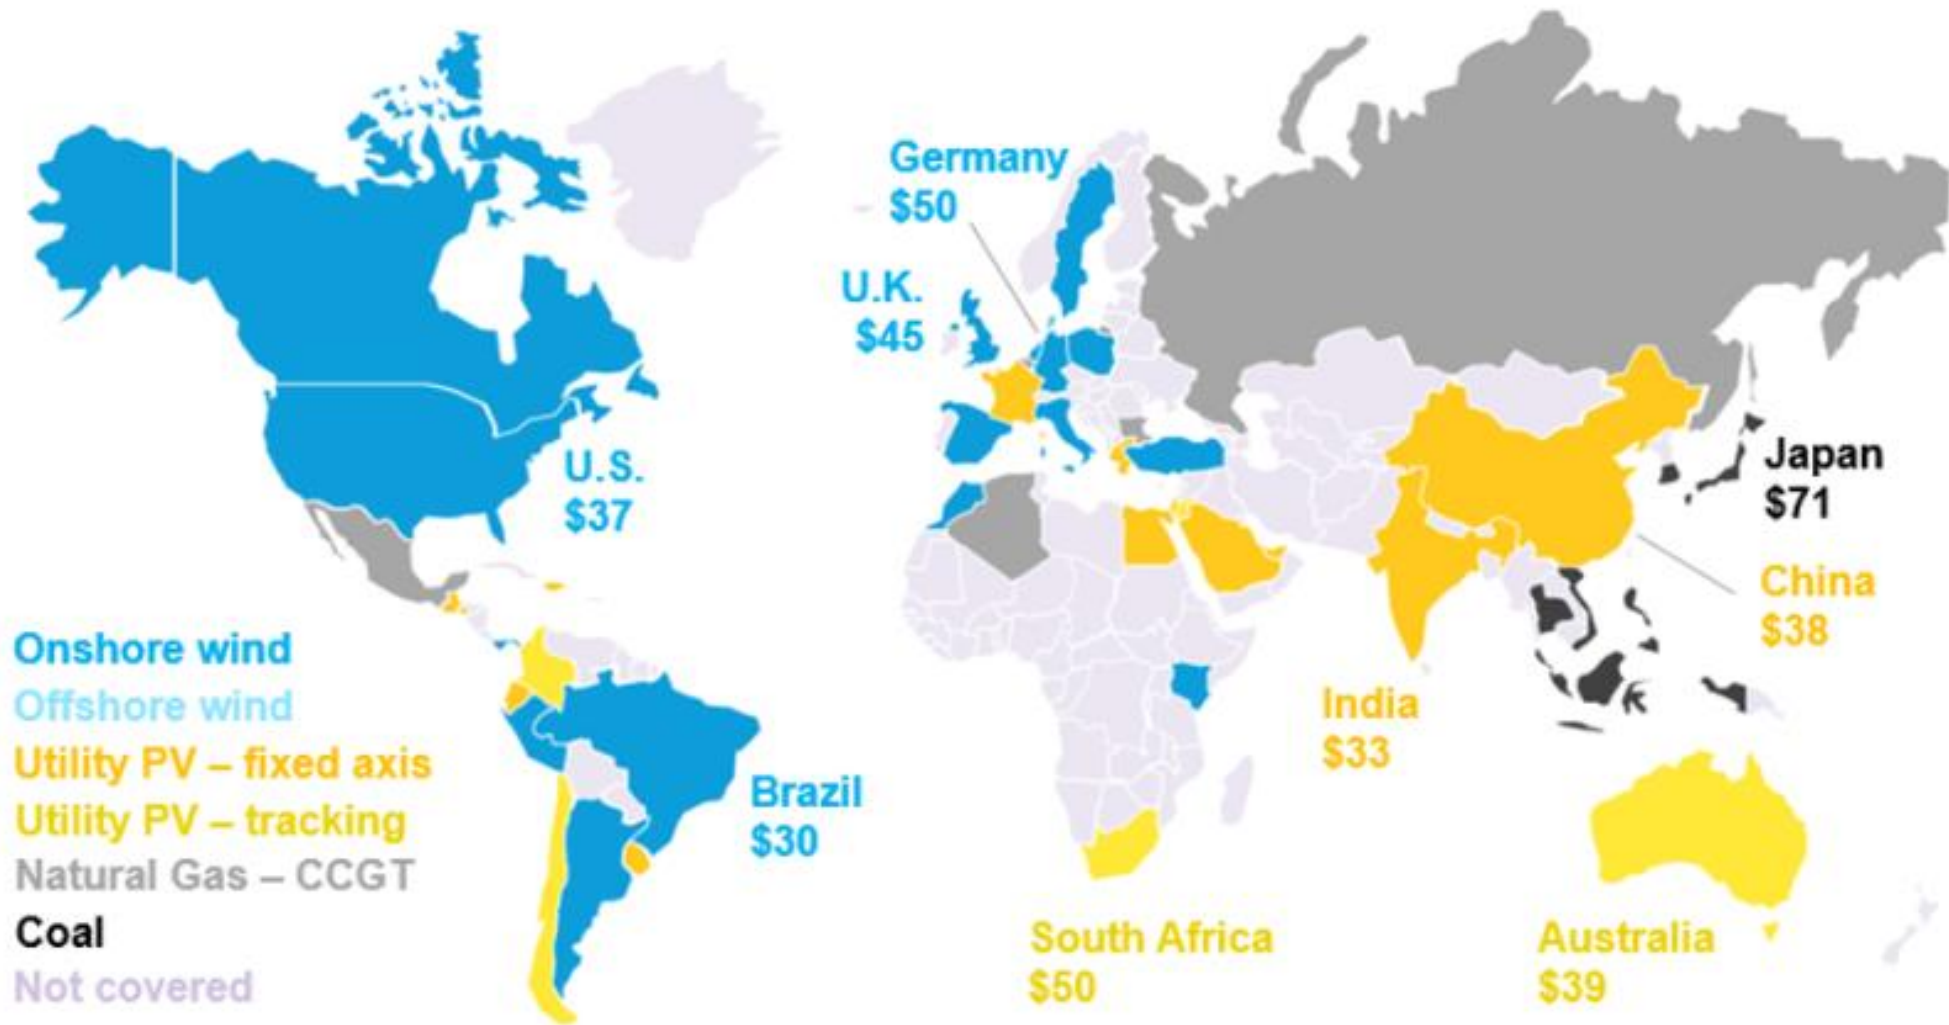 Germany
$50
U.K.
$45
U.S.
$37
Japan
$71
China
$38
India
$33
Brazil
$30
South Africa
$50
Australia
$39
Onshore wind
Offshore wind
Utility PV – fixed axis
Utility PV – tracking
Natural Gas – CCGT
Coal
Not covered